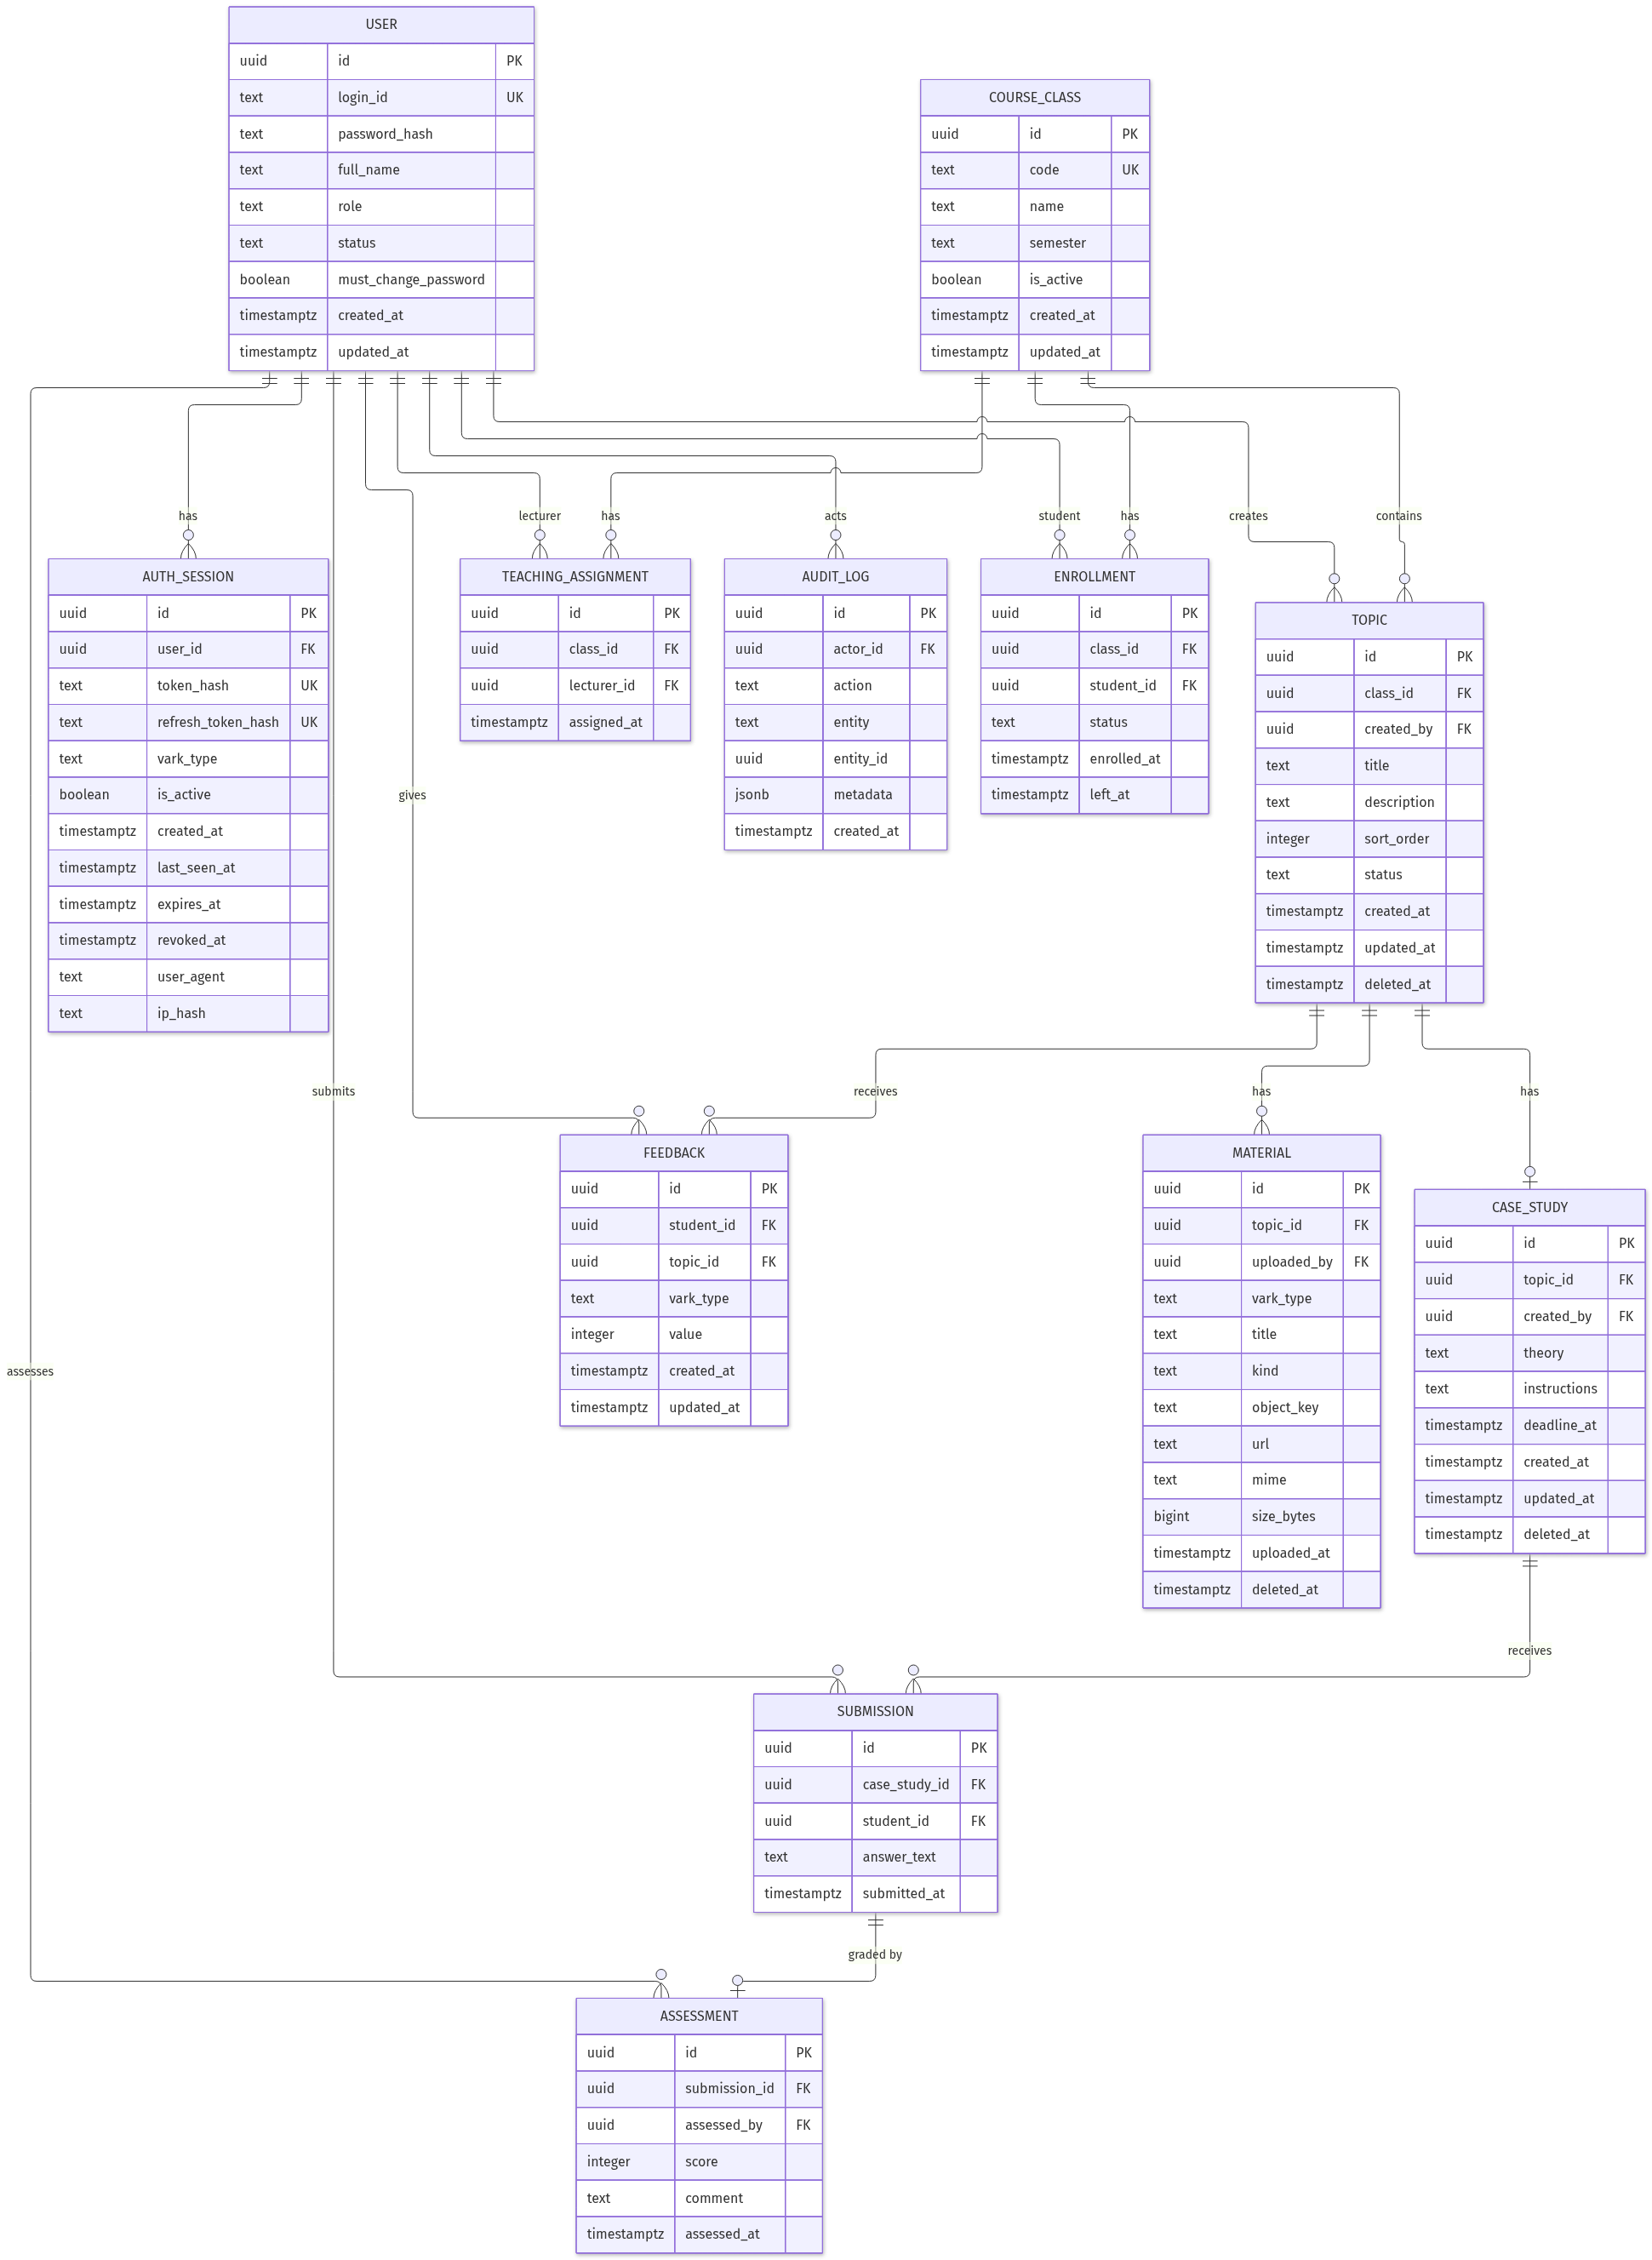 USER
uuid id PK
text login_id UK
text password_hash
text full_name
text role
text status
boolean must_change_password
timestamptz created_at
timestamptz updated_at
COURSE_CLASS
uuid id PK
text code UK
text name
text semester
boolean is_active
timestamptz created_at
timestamptz updated_at
has
lecturer
has
acts
student
has
creates
contains
AUTH_SESSION
uuid id PK
uuid user_id FK
text token_hash UK
text refresh_token_hash UK
text vark_type
boolean is_active
timestamptz created_at
timestamptz last_seen_at
timestamptz expires_at
timestamptz revoked_at
text user_agent
text ip_hash
TEACHING_ASSIGNMENT
uuid id PK
uuid class_id FK
uuid lecturer_id FK
timestamptz assigned_at
AUDIT_LOG
uuid id PK
uuid actor_id FK
text action
text entity
uuid entity_id
jsonb metadata
timestamptz created_at
ENROLLMENT
uuid id PK
uuid class_id FK
uuid student_id FK
text status
timestamptz enrolled_at
timestamptz left_at
TOPIC
uuid id PK
uuid class_id FK
uuid created_by FK
text title
text description
integer sort_order
text status
timestamptz created_at
timestamptz updated_at
timestamptz deleted_at
gives
submits
receives
has
has
FEEDBACK
uuid id PK
uuid student_id FK
uuid topic_id FK
text vark_type
integer value
timestamptz created_at
timestamptz updated_at
MATERIAL
uuid id PK
uuid topic_id FK
uuid uploaded_by FK
text vark_type
text title
text kind
text object_key
text url
text mime
bigint size_bytes
timestamptz uploaded_at
timestamptz deleted_at
CASE_STUDY
uuid id PK
uuid topic_id FK
uuid created_by FK
text theory
text instructions
timestamptz deadline_at
timestamptz created_at
timestamptz updated_at
timestamptz deleted_at
assesses
receives
SUBMISSION
uuid id PK
uuid case_study_id FK
uuid student_id FK
text answer_text
timestamptz submitted_at
graded by
ASSESSMENT
uuid id PK
uuid submission_id FK
uuid assessed_by FK
integer score
text comment
timestamptz assessed_at